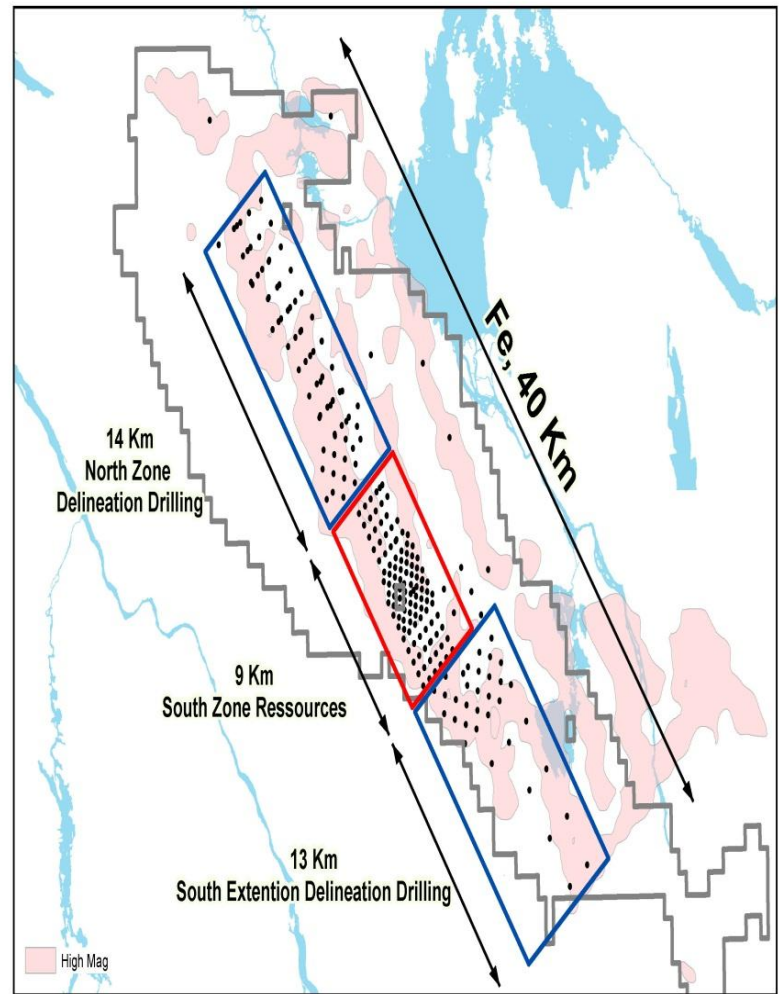 Fe, 40 Km
14 Km
North Zone
Delineation Drilling
9 Km
South Zone Ressources
13 Km
South Extention Delineation Drilling
High Mag